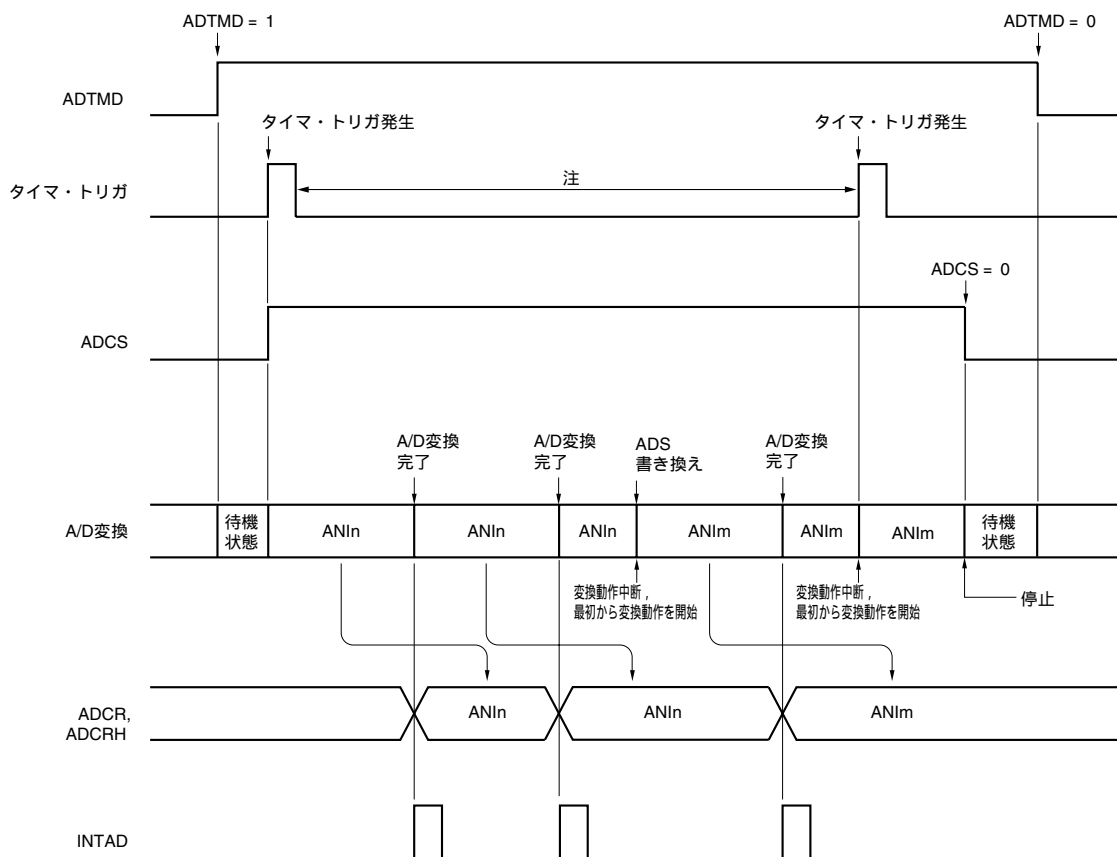 ADTMD = 1
ADTMD = 0
ADTMD
タイマ・トリガ発生
タイマ・トリガ発生
タイマ・トリガ
注
ADCS = 0
ADCS
A/D変換
完了
A/D変換
完了
ADS
書き換え
A/D変換
完了
A/D変換
待機
状態
ANIn
ANIn
ANIn
ANIm
ANIm
ANIm
待機
状態
変換動作中断，
最初から変換動作を開始
変換動作中断，
最初から変換動作を開始
停止
ADCR,
ADCRH
ANIn
ANIn
ANIm
INTAD